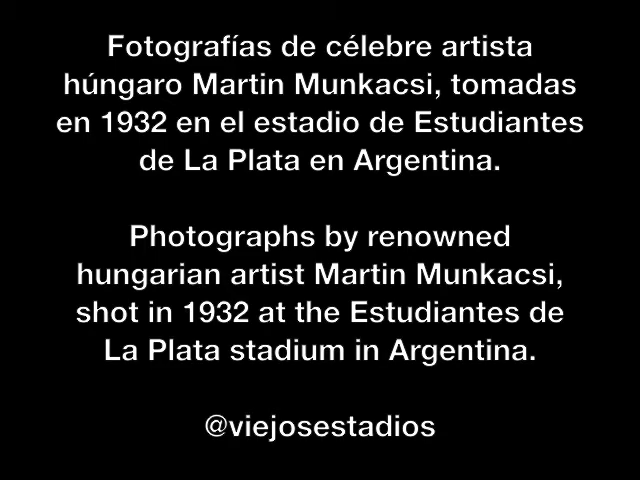 Fotografías de célebre artista
húngaro Martin Munkacsi, tomadas
en 1932 en el estadio de Estudiantes
de La Plata en Argentina.
Photographs by renowned
hungarian artist Martin Munkacsi,
shot in 1932 at the Estudiantes de
La Plata stadium in Argentina.
@viejosestadios